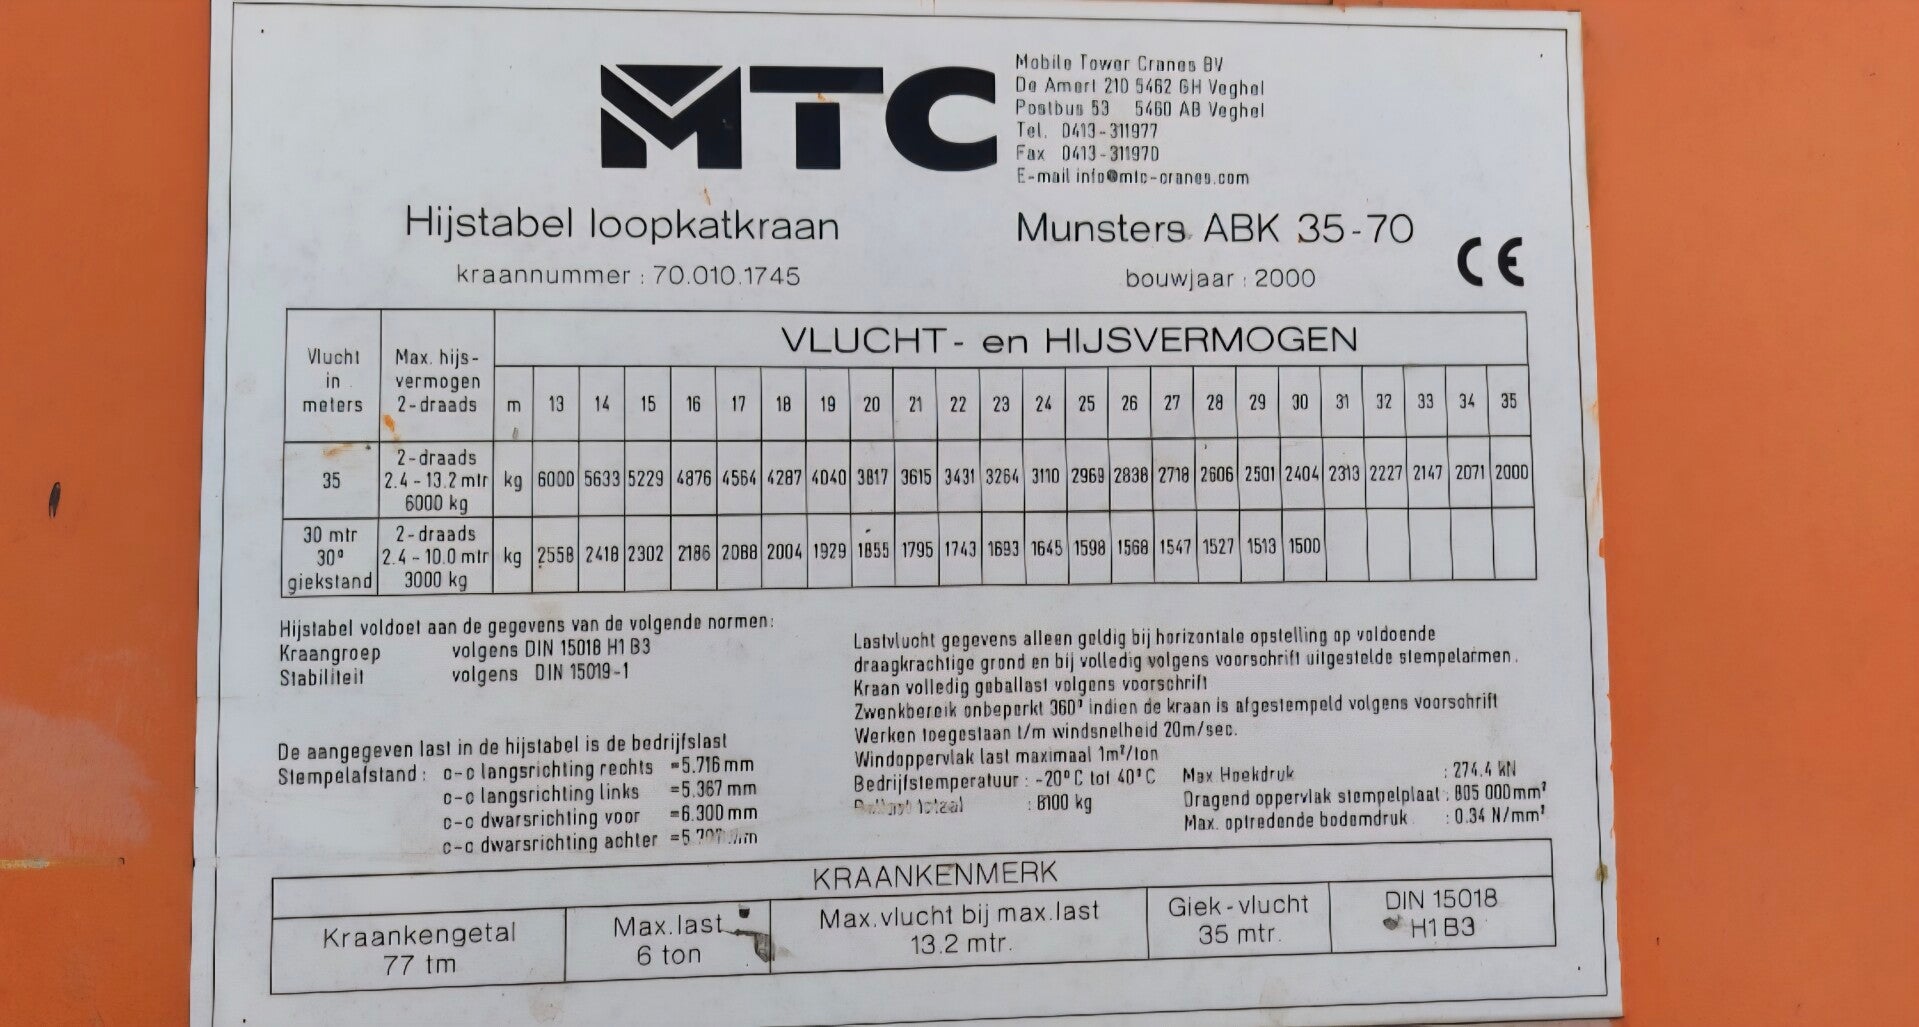 MTC
Mobile Tower Cranes BV
De Amert 210 5462 GH Veghel
Postbus 53 5460 AB Veghel
Tel. 0413-311977
Fax 0413-311970
E-mail info@mtc-cranes.com
Hijstabel loopkatkraan Munsters ABK 35-70
kraannummer : 70.010.1745 bouwjaar : 2000
CE
VLUCHT- en HIJSVERMOGEN
Vlucht in meters Max. hijs-vermogen 2-draads m 13 14 15 16 17 18 19 20 21 22 23 24 25 26 27 28 29 30 31 32 33 34 35
35 2-draads 2.4-13.2 mtr 6000 kg kg 6000 5633 5229 4876 4564 4287 4040 3817 3615 3431 3264 3110 2969 2838 2718 2606 2501 2404 2313 2227 2147 2071 2000
30 mtr 30° giekstand 2-draads 2.4-10.0 mtr 3000 kg kg 2558 2418 2302 2186 2088 2004 1929 1855 1795 1743 1693 1645 1598 1568 1547 1527 1513 1500
Hijstabel voldoet aan de gegevens van de volgende normen:
Kraangroep volgens DIN 15018 H1 B3
Stabiliteit volgens DIN 15019-1
De aangegeven last in de hijstabel is de bedrijfslast
Stempelafstand : c-c langsrichting rechts =5.716 mm
c-c langsrichting links =5.367 mm
c-c dwarsrichting voor =6.300 mm
c-c dwarsrichting achter
Lastvlucht gegevens alleen geldig bij horizontale opstelling op voldoende
draagkrachtige grond en bij volledig volgens voorschrift uitgestelde stempelarmen.
Kraan volledig geballast volgens voorschrift
Zwenkbereik onbeperkt 360° indien de kraan is afgestempeld volgens voorschrift
Werken toegestaan t/m windsnelheid 20m/sec.
Windoppervlak last maximaal 1m²/ton
Bedrijfstemperatuur : -20°C tot 40°C
totaal : 8100 kg
Max Hoekdruk : 274.4 kN
Dragend oppervlak stempelplaat : 805 000mm²
Max. optredende bodemdruk : 0.34 N/mm²
KRAANKENMERK
Kraankengetal 77 tm
Max. last 6 ton
Max. vlucht bij max. last 13.2 mtr.
Giek-vlucht 35 mtr.
DIN 15018 H1 B3